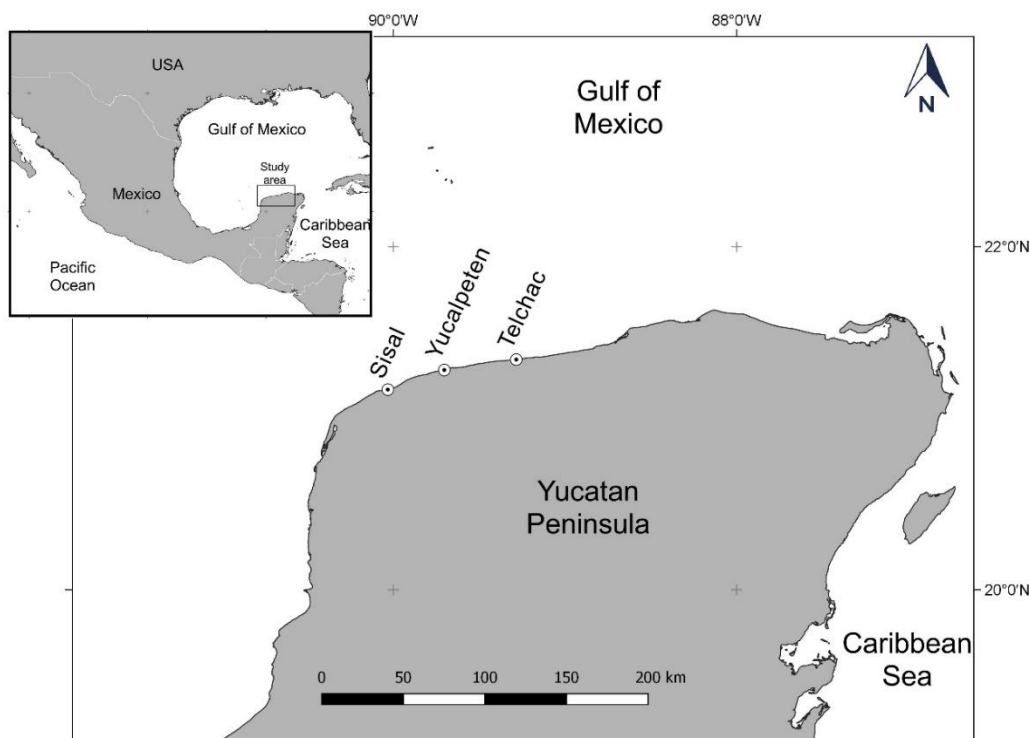 90°0'W
88°0'W
USA
Gulf of Mexico
Study
area
Mexico
Caribbean
Sea
Pacific
Ocean
Gulf of
Mexico
N
22°0'N
Sisal
Yucalpeten
Telchac
Yucatan
Peninsula
20°0'N
Caribbean
Sea
0 50 100 150 200 km